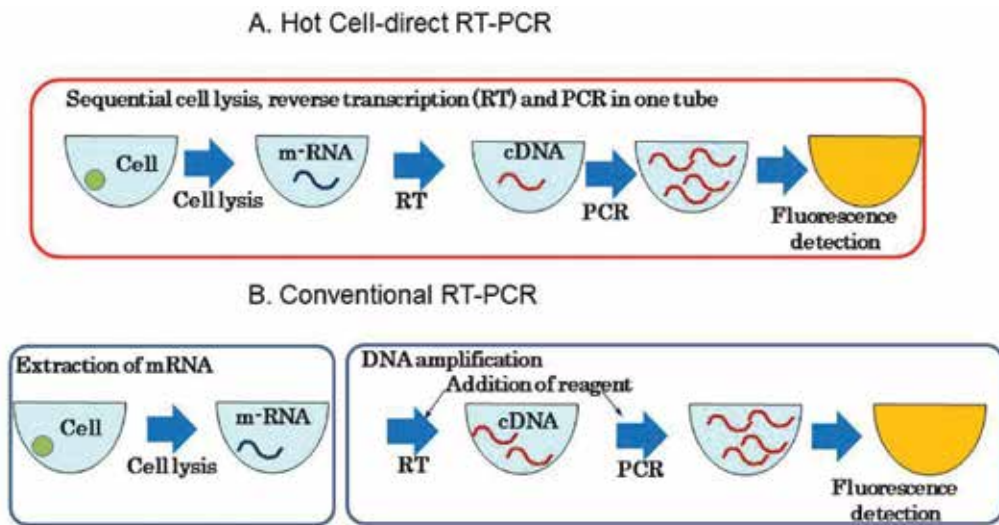 A. Hot Cell-direct RT-PCR
Sequential cell lysis, reverse transcription (RT) and PCR in one tube
Cell
Cell lysis
m-RNA
RT
cDNA
PCR
Fluorescence
detection
B. Conventional RT-PCR
Extraction of mRNA
Cell
Cell lysis
m-RNA
DNA amplification
Addition of reagent
RT
cDNA
PCR
Fluorescence
detection